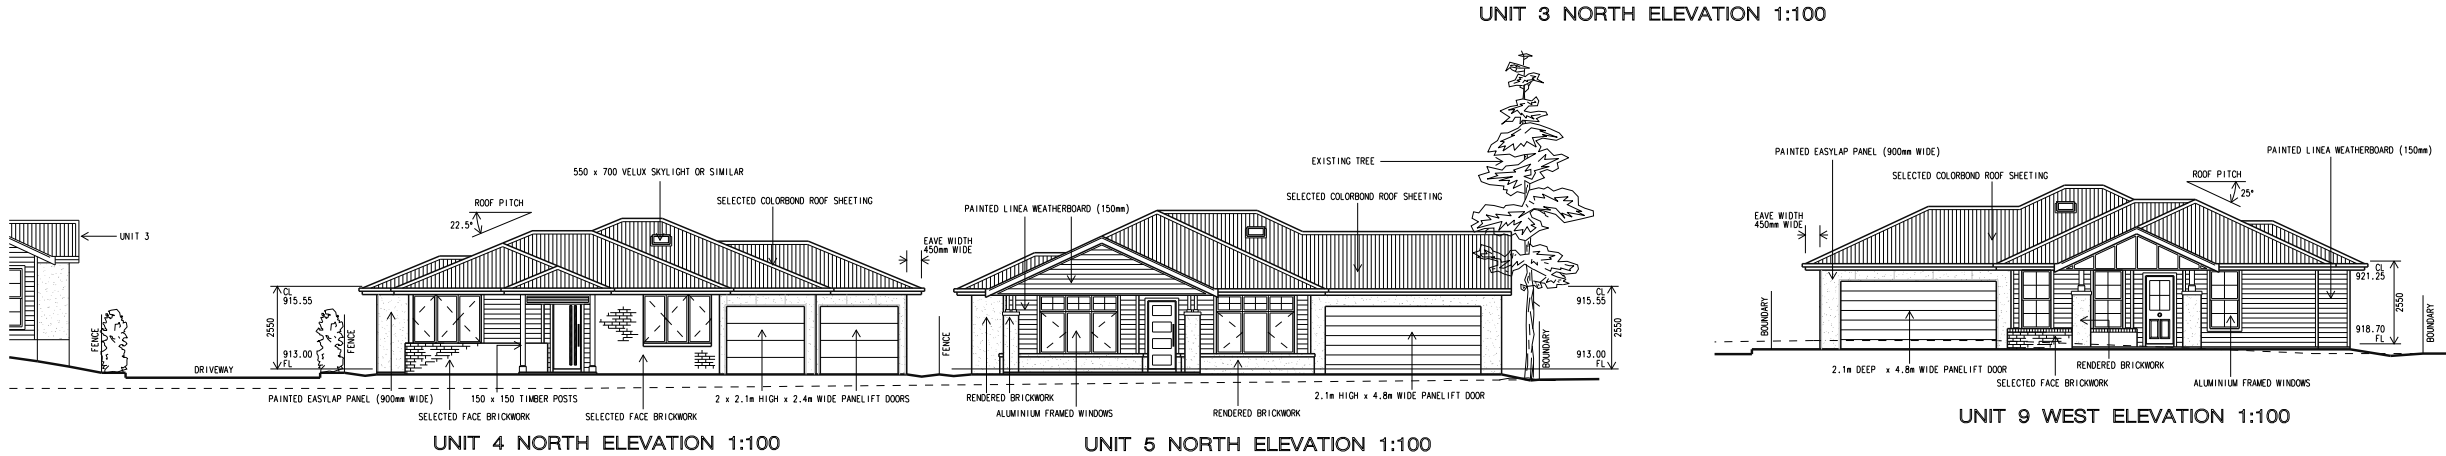 UNIT 3 NORTH ELEVATION 1:100
UNIT 3
FENCE
DRIVEWAY
FENCE
550 x 700 VELUX SKYLIGHT OR SIMILAR
ROOF PITCH
22.5°
SELECTED COLORBOND ROOF SHEETING
EAVE WIDTH
450mm WIDE
CL
915.55
2550
913.00
FL
PAINTED EASYLAP PANEL (900mm WIDE)
SELECTED FACE BRICKWORK
150 x 150 TIMBER POSTS
SELECTED FACE BRICKWORK
2 x 2.1m HIGH x 2.4m WIDE PANELIFT DOORS
UNIT 4 NORTH ELEVATION 1:100
FENCE
PAINTED LINEA WEATHERBOARD (150mm)
EXISTING TREE
SELECTED COLORBOND ROOF SHEETING
CL
915.55
2550
913.00
FL
BOUNDARY
RENDERED BRICKWORK
ALUMINIUM FRAMED WINDOWS
RENDERED BRICKWORK
2.1m HIGH x 4.8m WIDE PANELIFT DOOR
UNIT 5 NORTH ELEVATION 1:100
PAINTED EASYLAP PANEL (900mm WIDE)
SELECTED COLORBOND ROOF SHEETING
ROOF PITCH
25°
PAINTED LINEA WEATHERBOARD (150mm)
EAVE WIDTH
450mm WIDE
BOUNDARY
CL
921.25
2550
918.70
FL
BOUNDARY
2.1m DEEP x 4.8m WIDE PANELIFT DOOR
RENDERED BRICKWORK
SELECTED FACE BRICKWORK
ALUMINIUM FRAMED WINDOWS
UNIT 9 WEST ELEVATION 1:100